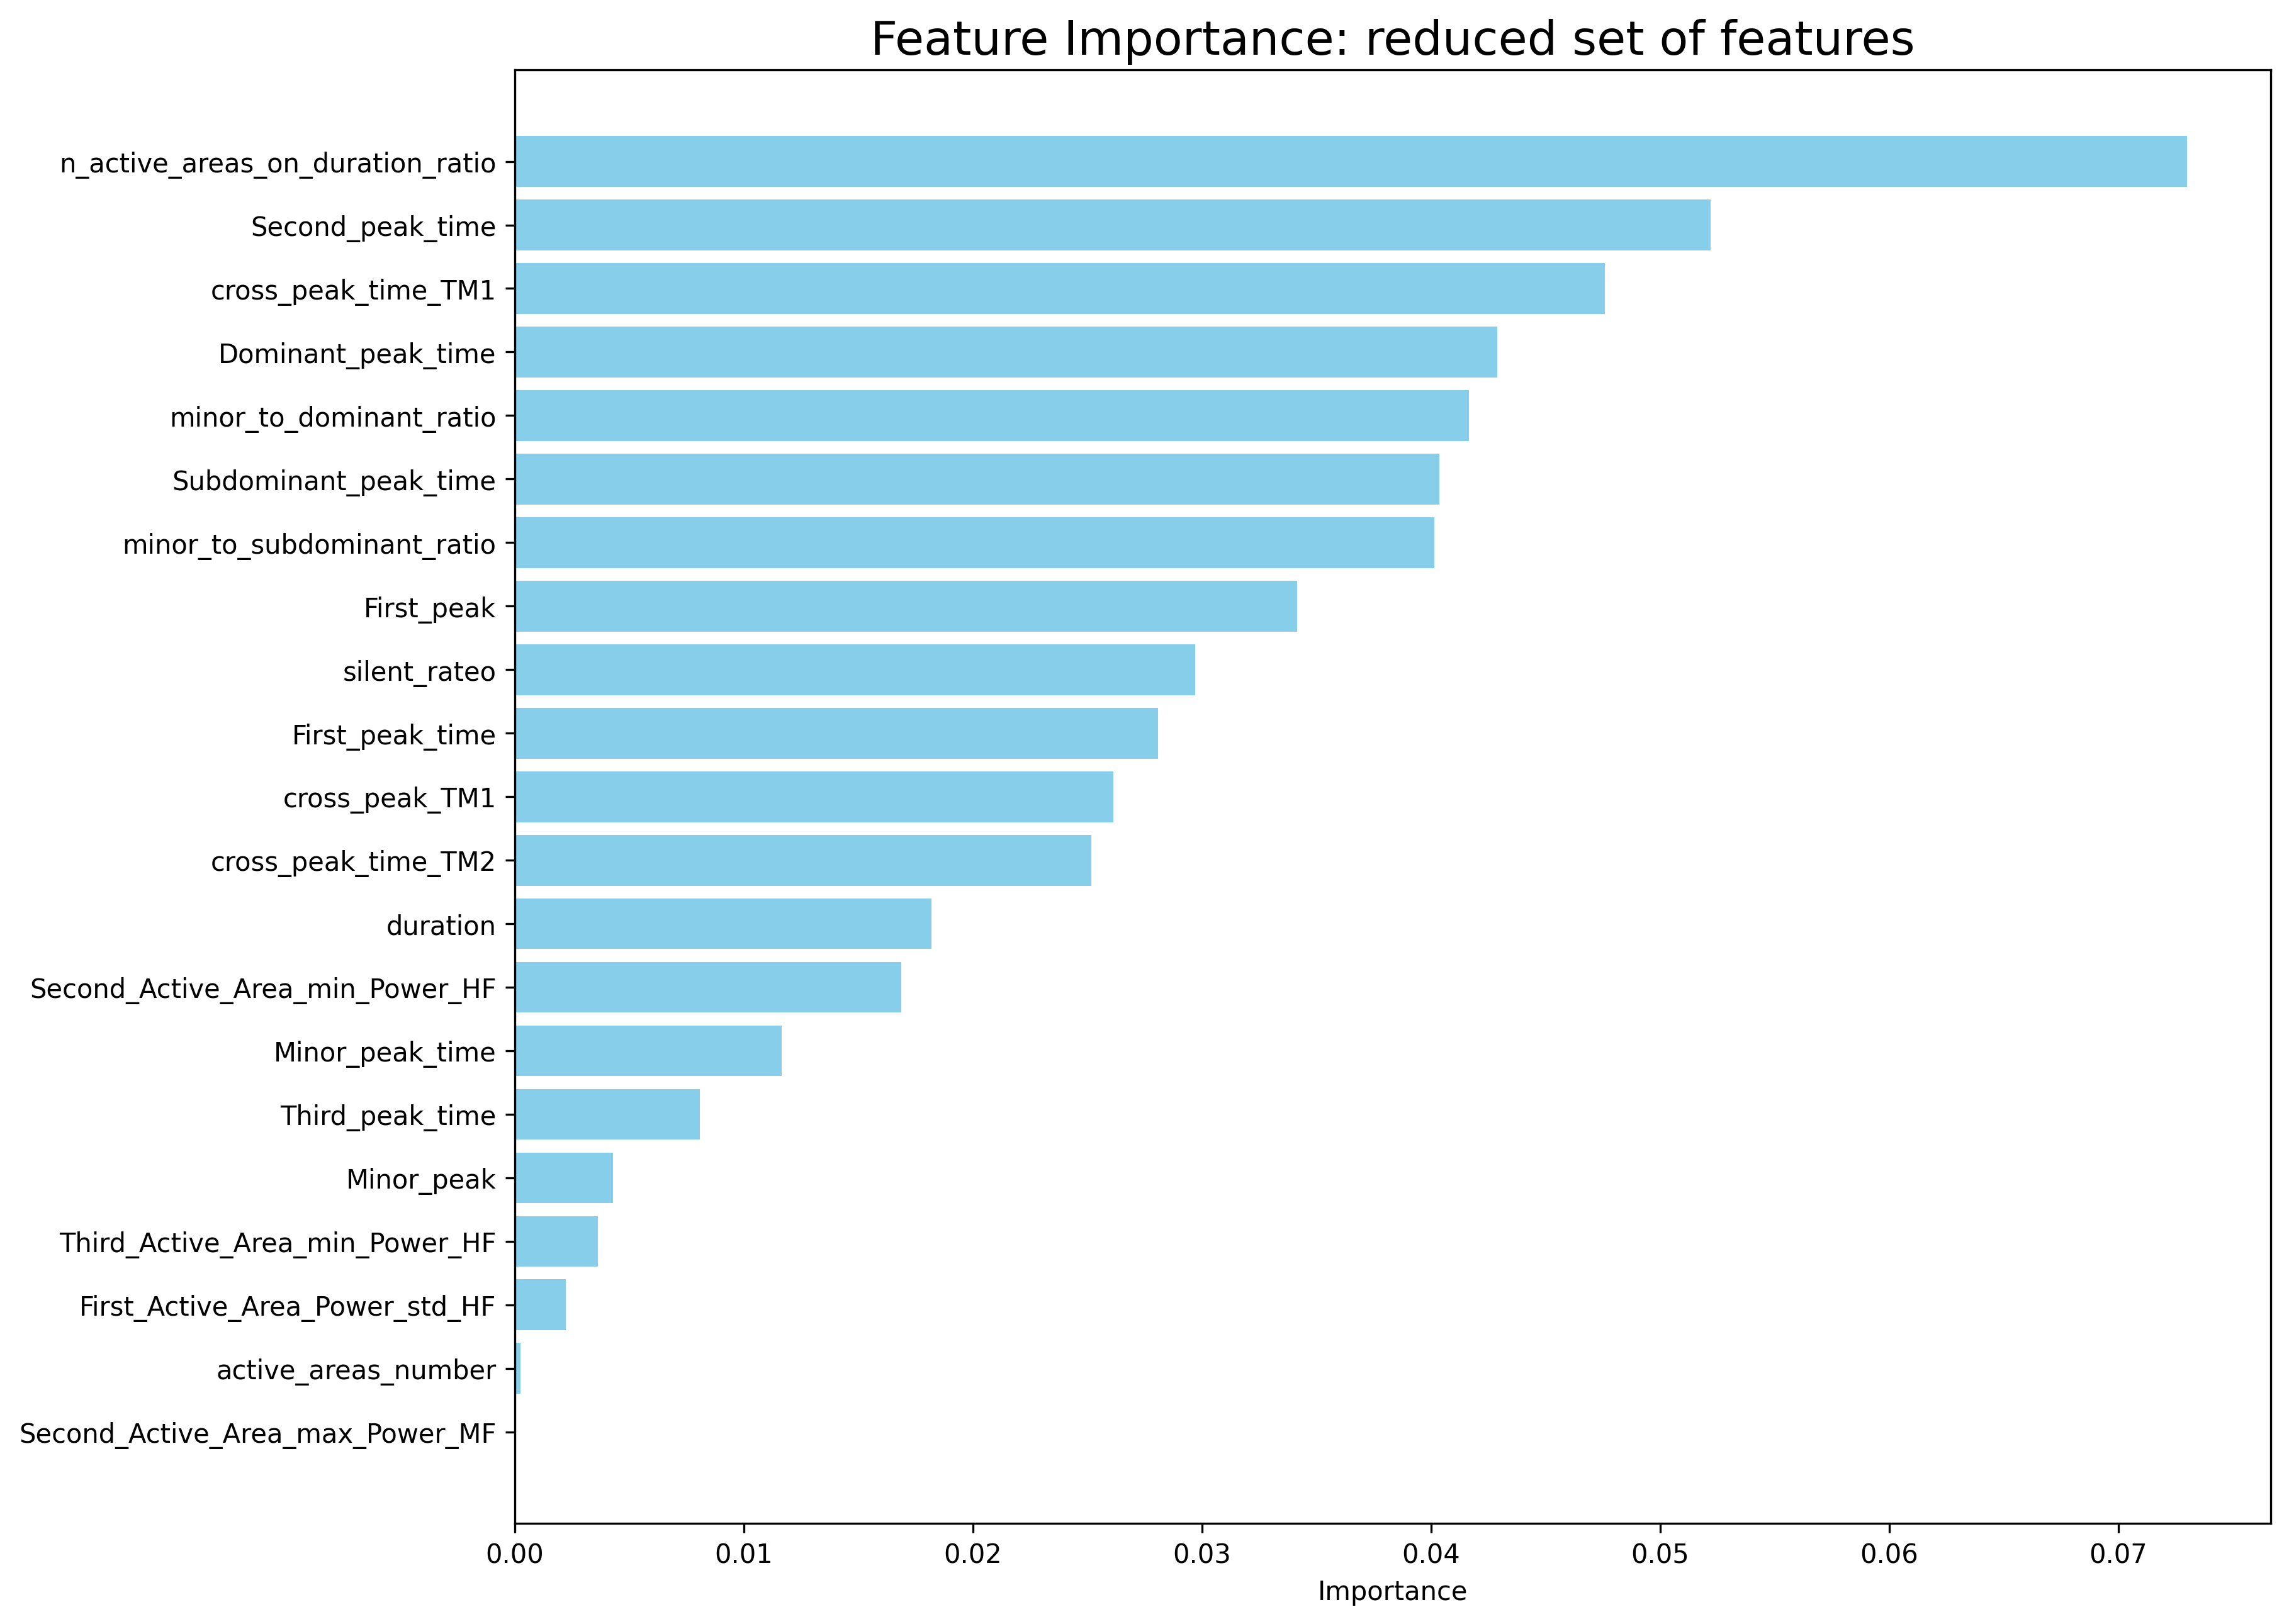 Feature Importance: reduced set of features
n_active_areas_on_duration_ratio
Second_peak_time
cross_peak_time_TM1
Dominant_peak_time
minor_to_dominant_ratio
Subdominant_peak_time
minor_to_subdominant_ratio
First_peak
silent_rateo
First_peak_time
cross_peak_TM1
cross_peak_time_TM2
duration
Second_Active_Area_min_Power_HF
Minor_peak_time
Third_peak_time
Minor_peak
Third_Active_Area_min_Power_HF
First_Active_Area_Power_std_HF
active_areas_number
Second_Active_Area_max_Power_MF
0.00 0.01 0.02 0.03 0.04 0.05 0.06 0.07
Importance